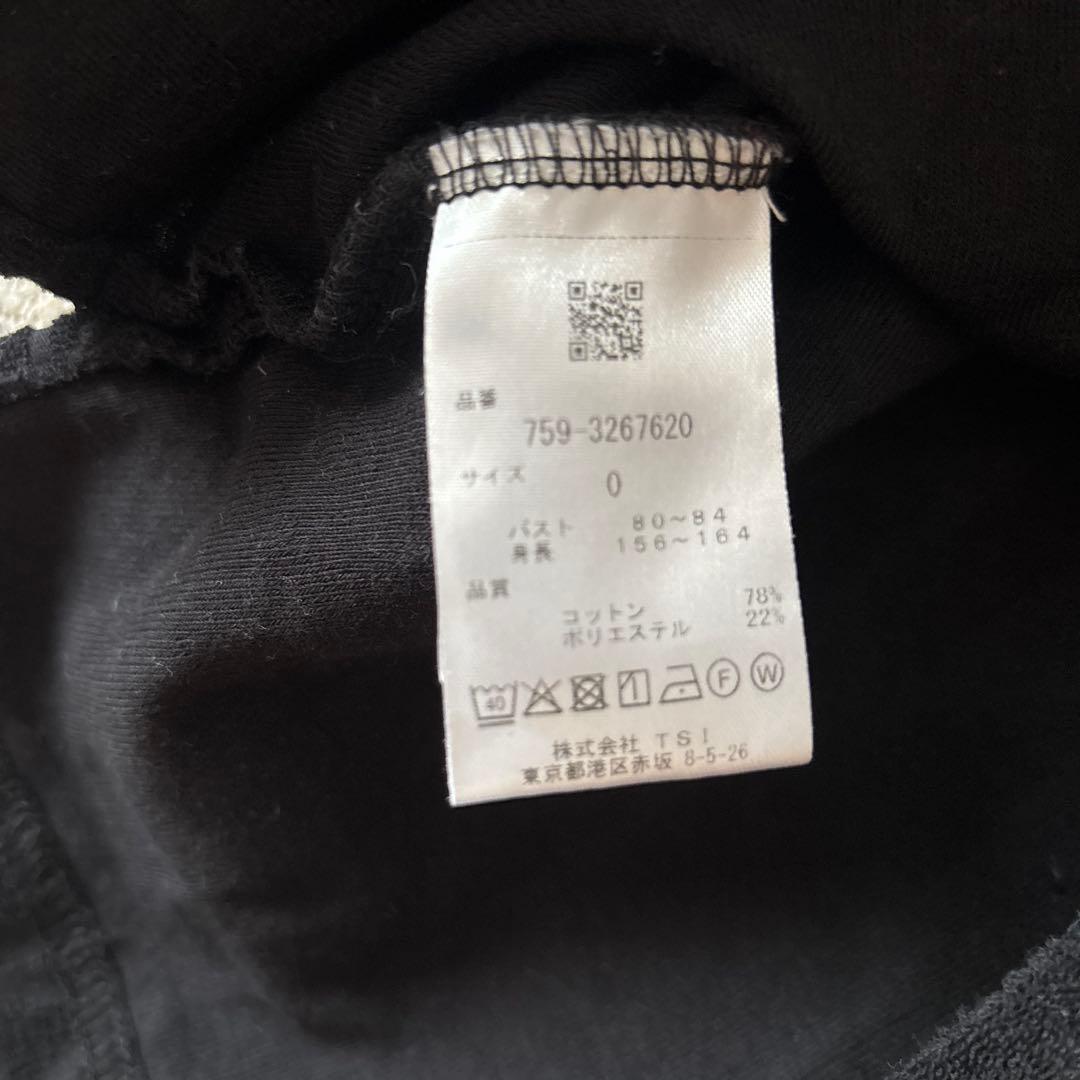 品番
759-3267620
サイズ 0
バスト 80～84
身長 156～164
品質
コットン 78%
ポリエステル 22%
40 F W
株式会社 TSI
東京都港区赤坂 8-5-26